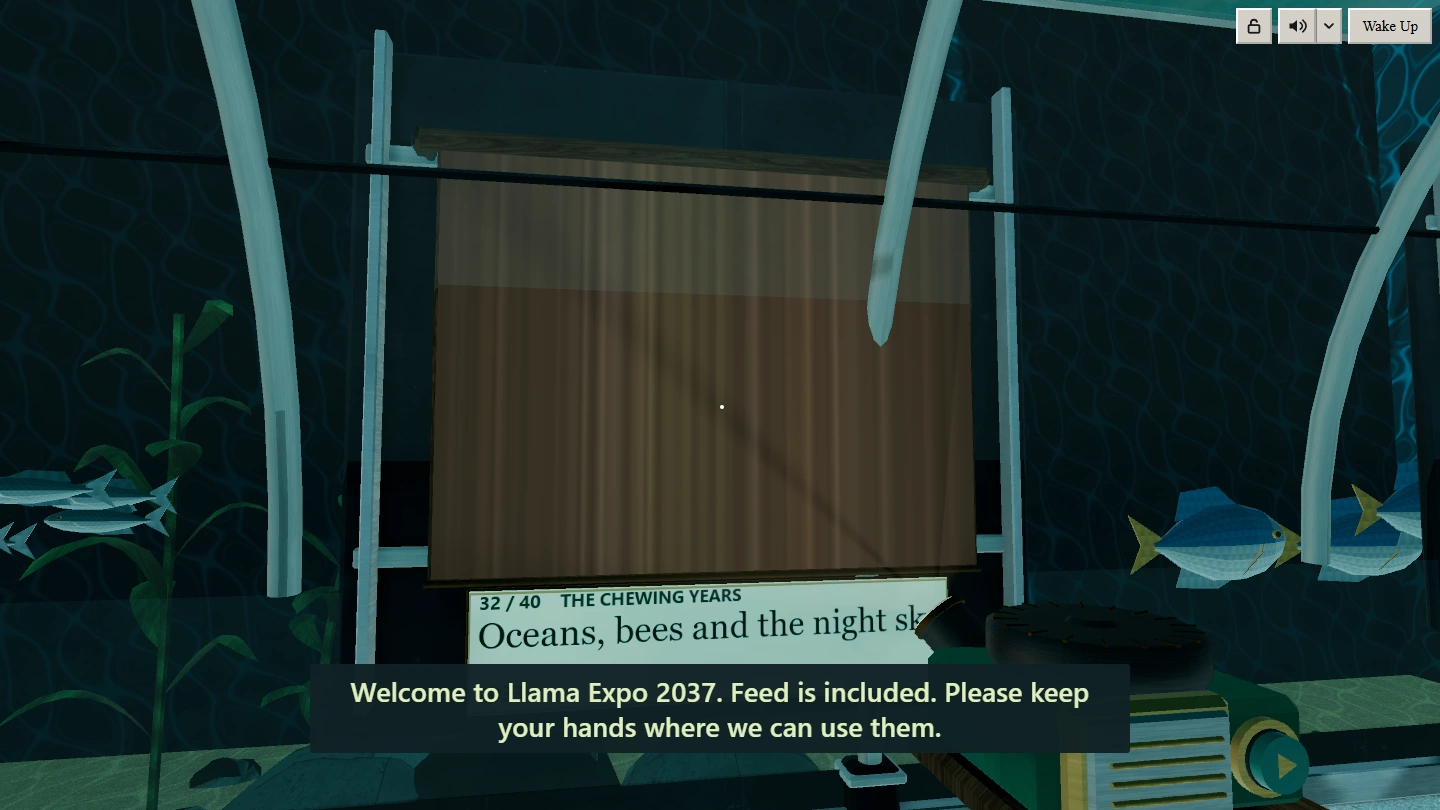 Wake Up
32 / 40 THE CHEWING YEARS
Oceans, bees and the night
Welcome to Llama Expo 2037. Feed is included. Please keep
your hands where we can use them.